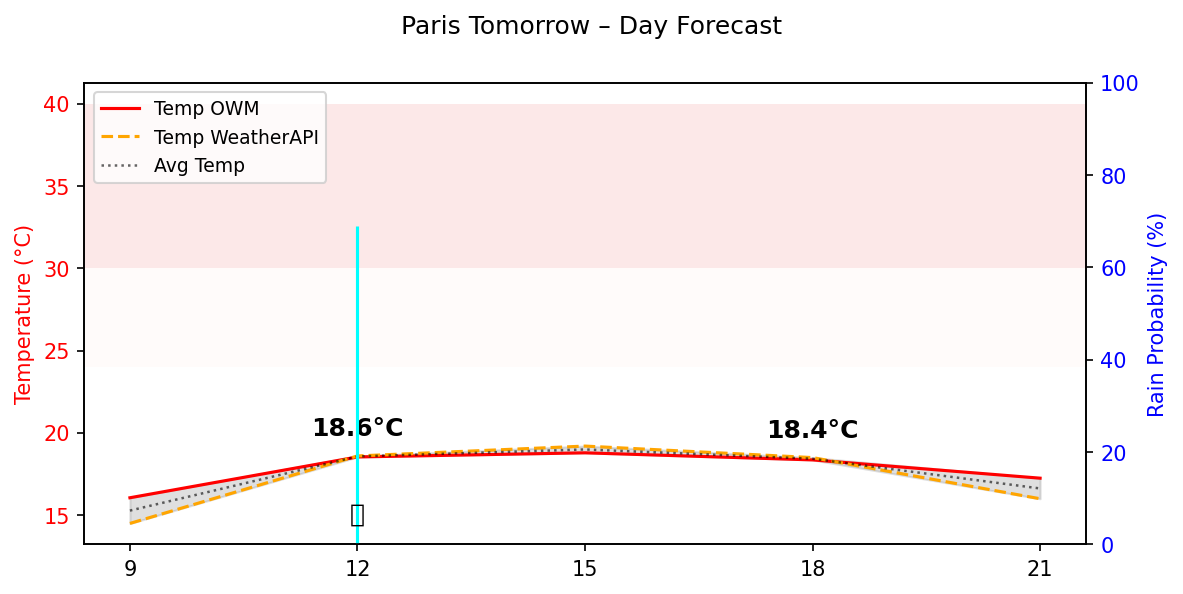 Paris Tomorrow – Day Forecast
Temp OWM
Temp WeatherAPI
Avg Temp
Temperature (°C)
40
35
30
25
20
15
18.6°C
18.4°C
100
80
60
40
20
0
Rain Probability (%)
9 12 15 18 21